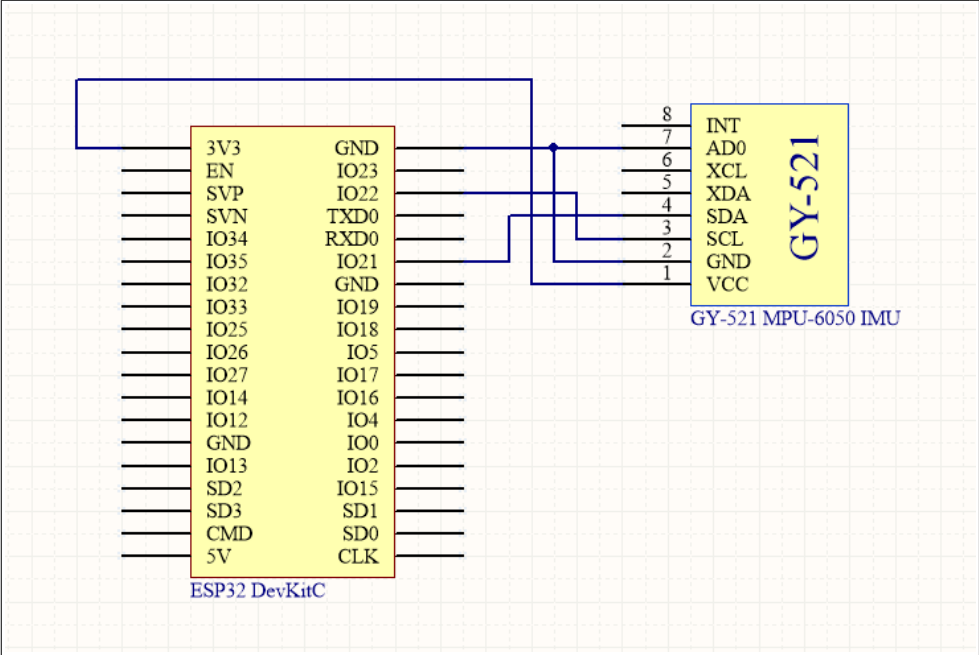 3V3 GND
EN IO23
SVP IO22
SVN TXD0
IO34 RXD0
IO35 IO21
IO32 GND
IO33 IO19
IO25 IO18
IO26 IO5
IO27 IO17
IO14 IO16
IO12 IO4
GND IO0
IO13 IO2
SD2 IO15
SD3 SD1
CMD SD0
5V CLK
ESP32 DevKitC
8 INT
7 AD0
6 XCL
5 XDA
4 SDA
3 SCL
2 GND
1 VCC
GY-521
GY-521 MPU-6050 IMU